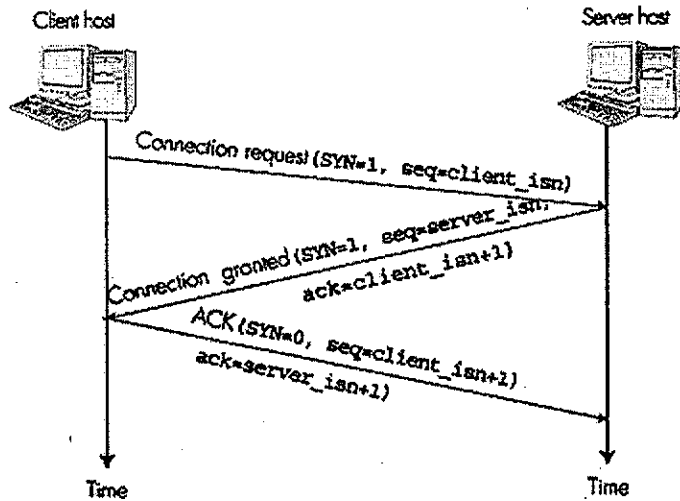 Client host
Server host
Connection request (SYN=1, seq=client_isn)
Connection granted (SYN=1, seq=server_isn,
ack=client_isn+1)
ACK (SYN=0, seq=client_isn+1)
ack=server_isn+1)
Time
Time